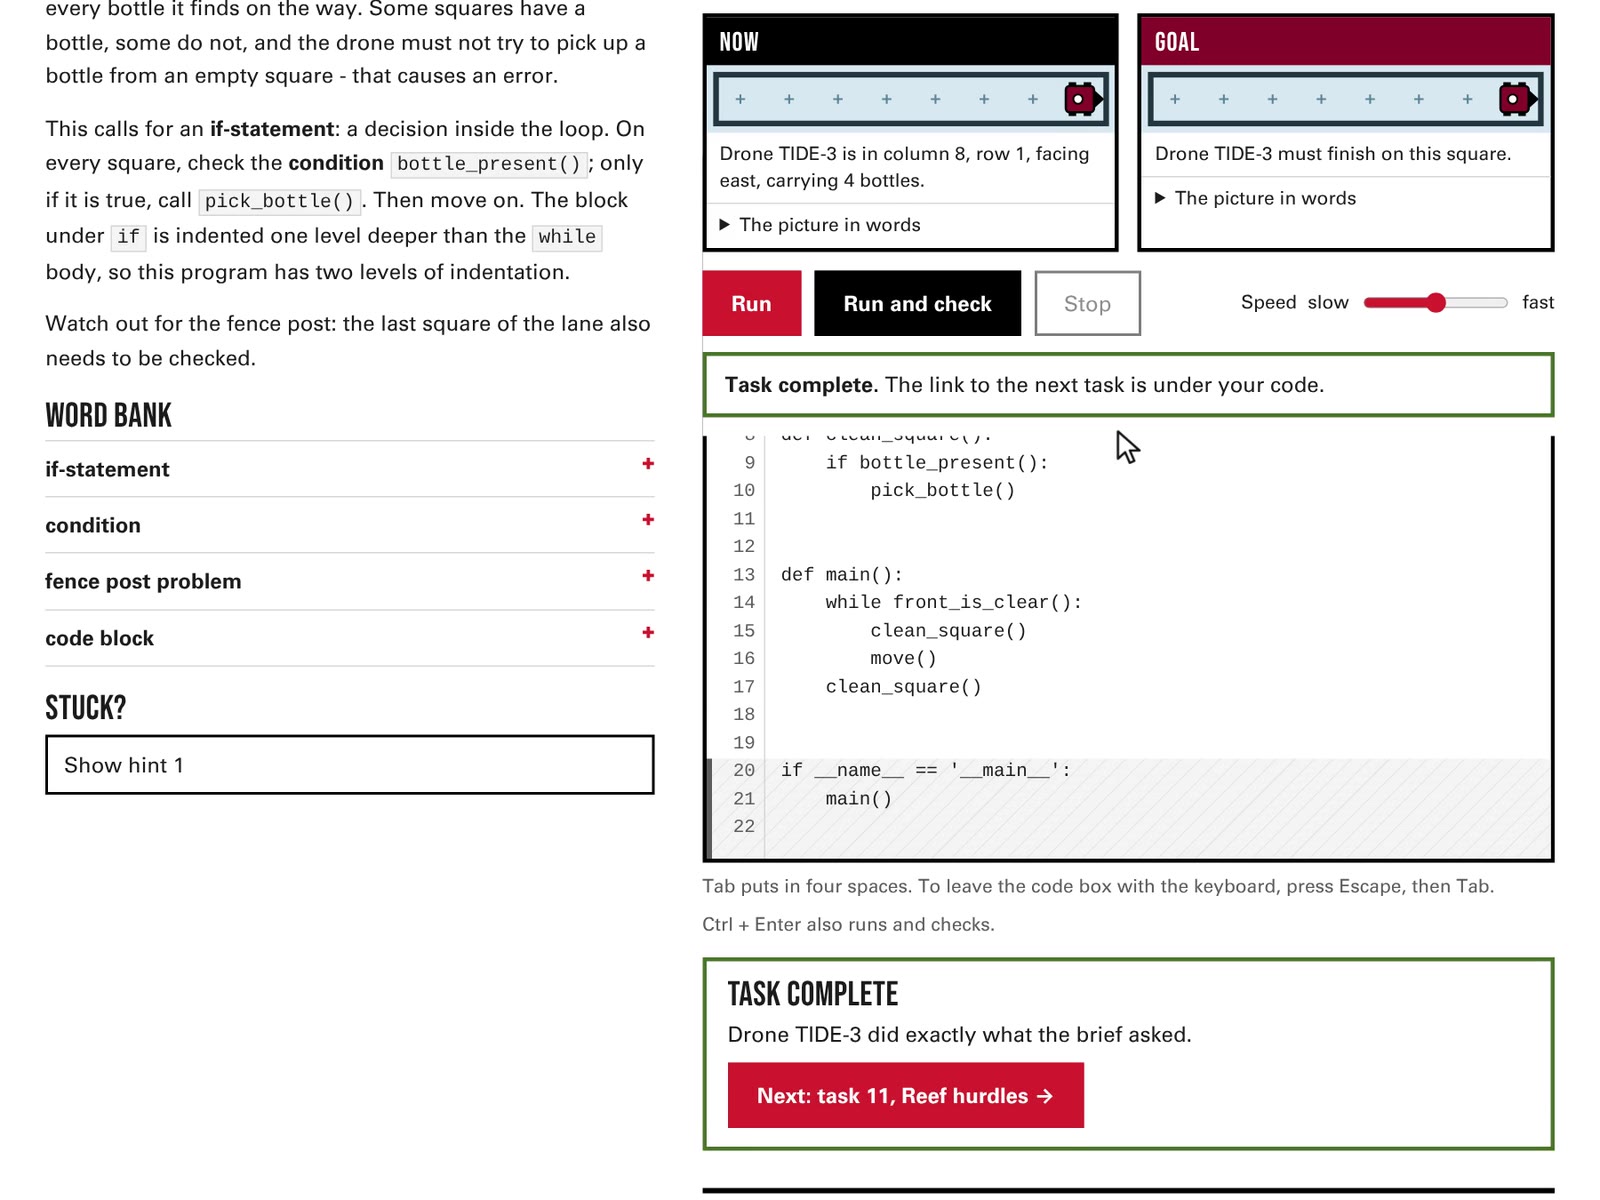 every bottle it finds on the way. Some squares have a
bottle, some do not, and the drone must not try to pick up a
bottle from an empty square - that causes an error.
This calls for an if-statement: a decision inside the loop. On
every square, check the condition bottle_present(); only
if it is true, call pick_bottle(). Then move on. The block
under if is indented one level deeper than the while
body, so this program has two levels of indentation.
Watch out for the fence post: the last square of the lane also
needs to be checked.
WORD BANK
if-statement
condition
fence post problem
code block
STUCK?
Show hint 1
NOW
Drone TIDE-3 is in column 8, row 1, facing
east, carrying 4 bottles.
▶ The picture in words
GOAL
Drone TIDE-3 must finish on this square.
▶ The picture in words
Run
Run and check
Stop
Speed slow fast
Task complete. The link to the next task is under your code.
8 def clean_square():
9 if bottle_present():
10 pick_bottle()
11
12
13 def main():
14 while front_is_clear():
15 clean_square()
16 move()
17 clean_square()
18
19
20 if __name__ == '__main__':
21 main()
22
Tab puts in four spaces. To leave the code box with the keyboard, press Escape, then Tab.
Ctrl + Enter also runs and checks.
TASK COMPLETE
Drone TIDE-3 did exactly what the brief asked.
Next: task 11, Reef hurdles →